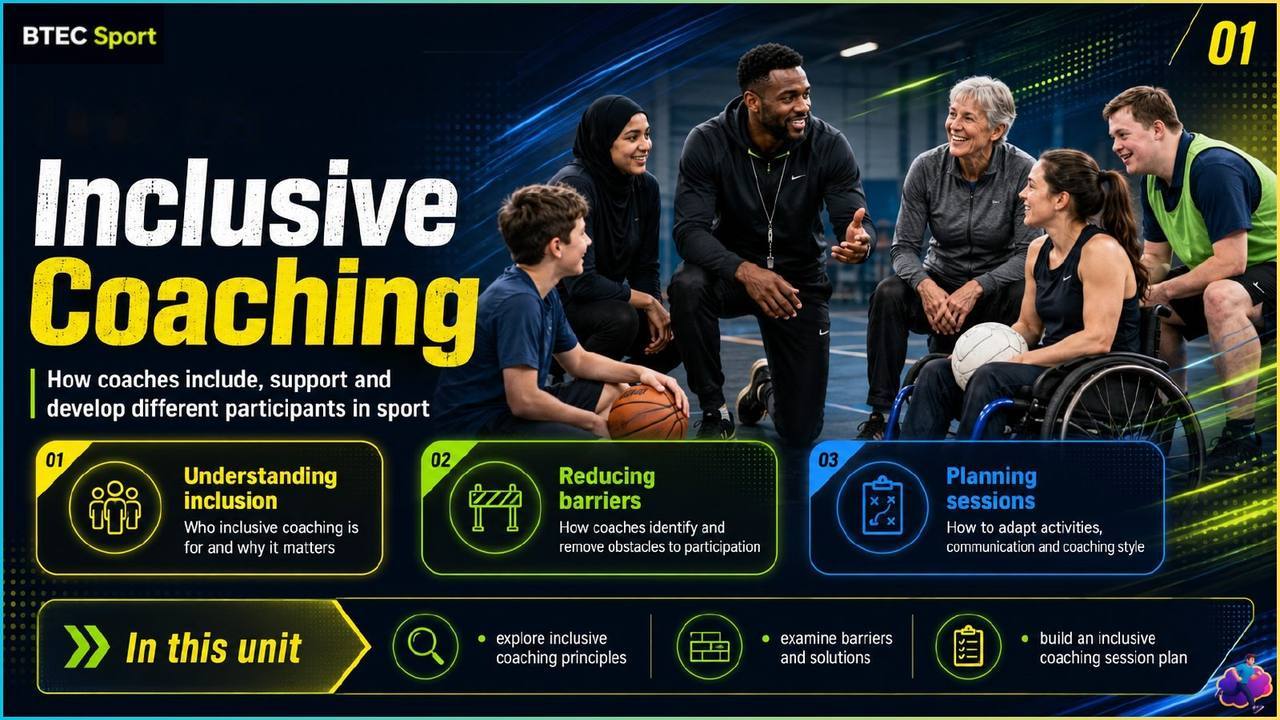 BTEC Sport
01
Inclusive
Coaching
How coaches include, support and
develop different participants in sport
01
Understanding
inclusion
Who inclusive coaching is
for and why it matters
02
Reducing
barriers
How coaches identify and
remove obstacles to participation
03
Planning
sessions
How to adapt activities,
communication and coaching style
In this unit
• explore inclusive
coaching principles
• examine barriers
and solutions
• build an inclusive
coaching session plan